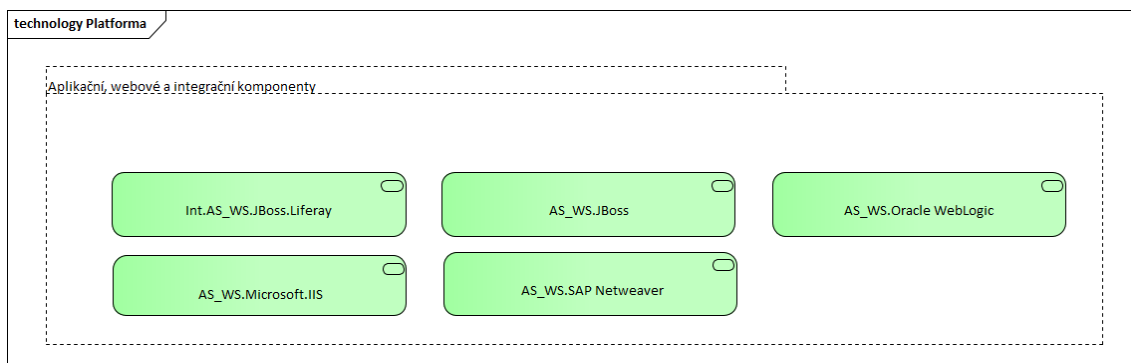 technology Platforma
Aplikační, webové a integrační komponenty
Int.AS_WS.JBoss.Liferay
AS_WS.JBoss
AS_WS.Oracle WebLogic
AS_WS.Microsoft.IIS
AS_WS.SAP Netweaver